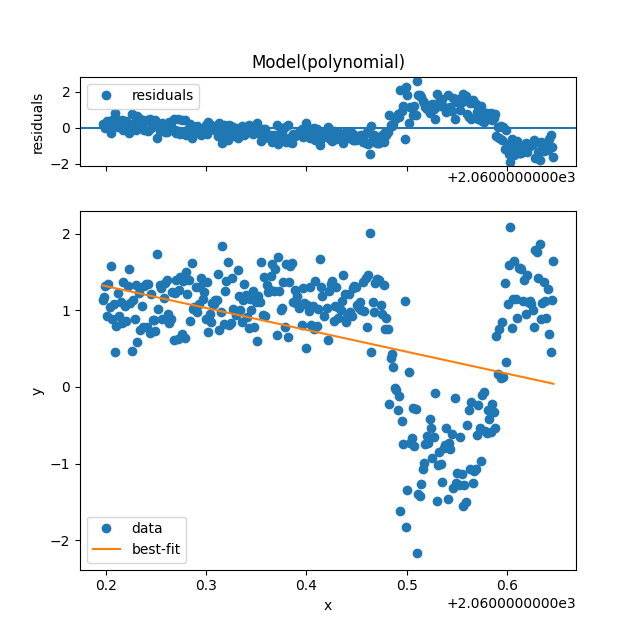 Model(polynomial)
residuals
2
0
−2
residuals
+2.0600000000e3
2
1
0
−1
−2
y
data
best-fit
0.2
0.3
0.4
0.5
0.6
x
+2.0600000000e3